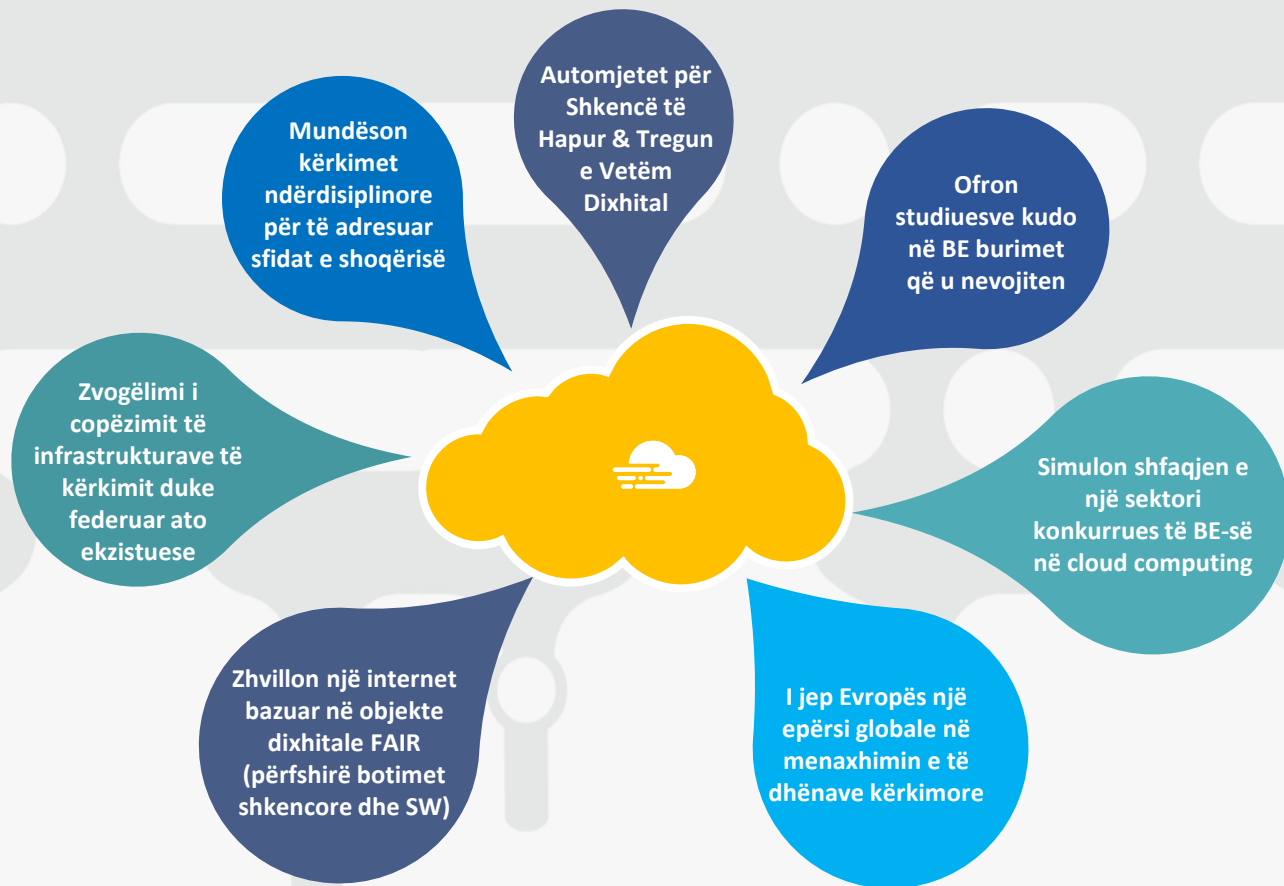 Automjetet për
Shkencë të
Hapur & Tregun
e Vetëm
Dixhital
Mundëson
kërkimet
ndërdisiplinore
për të adresuar
sfidat e shoqërisë
Ofron
studiuesve kudo
në BE burimet
që u nevojiten
Zvogëlimi i
copëzimit të
infrastrukturave të
kërkimit duke
federuar ato
ekzistuese
Simulon shfaqjen e
një sektori
konkurrues të BE-së
në cloud computing
Zhvillon një internet
bazuar në objekte
dixhitale FAIR
(përfshirë botimet
shkencore dhe SW)
I jep Evropës një
epërsi globale në
menaxhimin e të
dhënave kërkimore